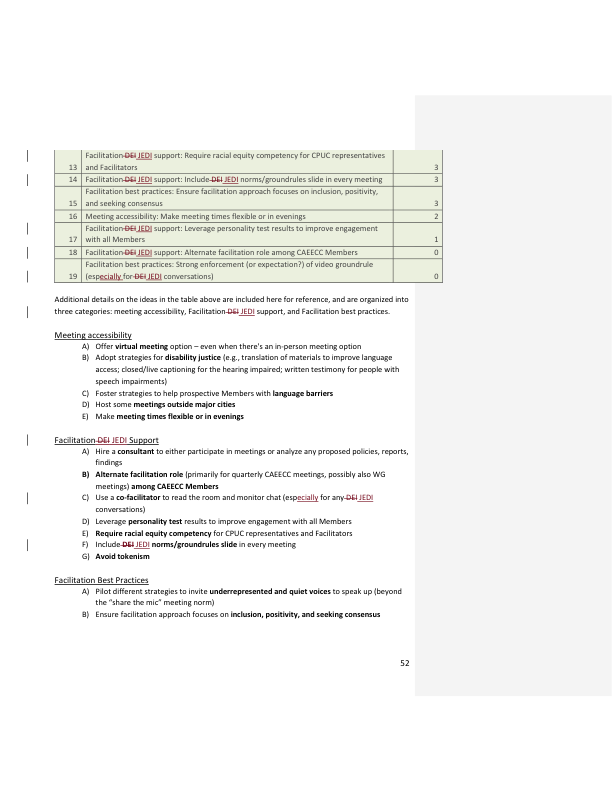 Facilitation DEI JEDI support: Require racial equity competency for CPUC representatives
13 and Facilitators 3
14 Facilitation DEI JEDI support: Include DEI JEDI norms/groundrules slide in every meeting 3
Facilitation best practices: Ensure facilitation approach focuses on inclusion, positivity,
15 and seeking consensus 3
16 Meeting accessibility: Make meeting times flexible or in evenings 2
Facilitation DEI JEDI support: Leverage personality test results to improve engagement
17 with all Members 1
18 Facilitation DEI JEDI support: Alternate facilitation role among CAEECC Members 0
Facilitation best practices: Strong enforcement (or expectation?) of video groundrule
19 (especially for DEI JEDI conversations) 0
Additional details on the ideas in the table above are included here for reference, and are organized into
three categories: meeting accessibility, Facilitation DEI JEDI support, and Facilitation best practices.
Meeting accessibility
A) Offer virtual meeting option – even when there's an in-person meeting option
B) Adopt strategies for disability justice (e.g., translation of materials to improve language
access; closed/live captioning for the hearing impaired; written testimony for people with
speech impairments)
C) Foster strategies to help prospective Members with language barriers
D) Host some meetings outside major cities
E) Make meeting times flexible or in evenings
Facilitation DEI JEDI Support
A) Hire a consultant to either participate in meetings or analyze any proposed policies, reports,
findings
B) Alternate facilitation role (primarily for quarterly CAEECC meetings, possibly also WG
meetings) among CAEECC Members
C) Use a co-facilitator to read the room and monitor chat (especially for any DEI JEDI
conversations)
D) Leverage personality test results to improve engagement with all Members
E) Require racial equity competency for CPUC representatives and Facilitators
F) Include DEI JEDI norms/groundrules slide in every meeting
G) Avoid tokenism
Facilitation Best Practices
A) Pilot different strategies to invite underrepresented and quiet voices to speak up (beyond
the "share the mic" meeting norm)
B) Ensure facilitation approach focuses on inclusion, positivity, and seeking consensus
52